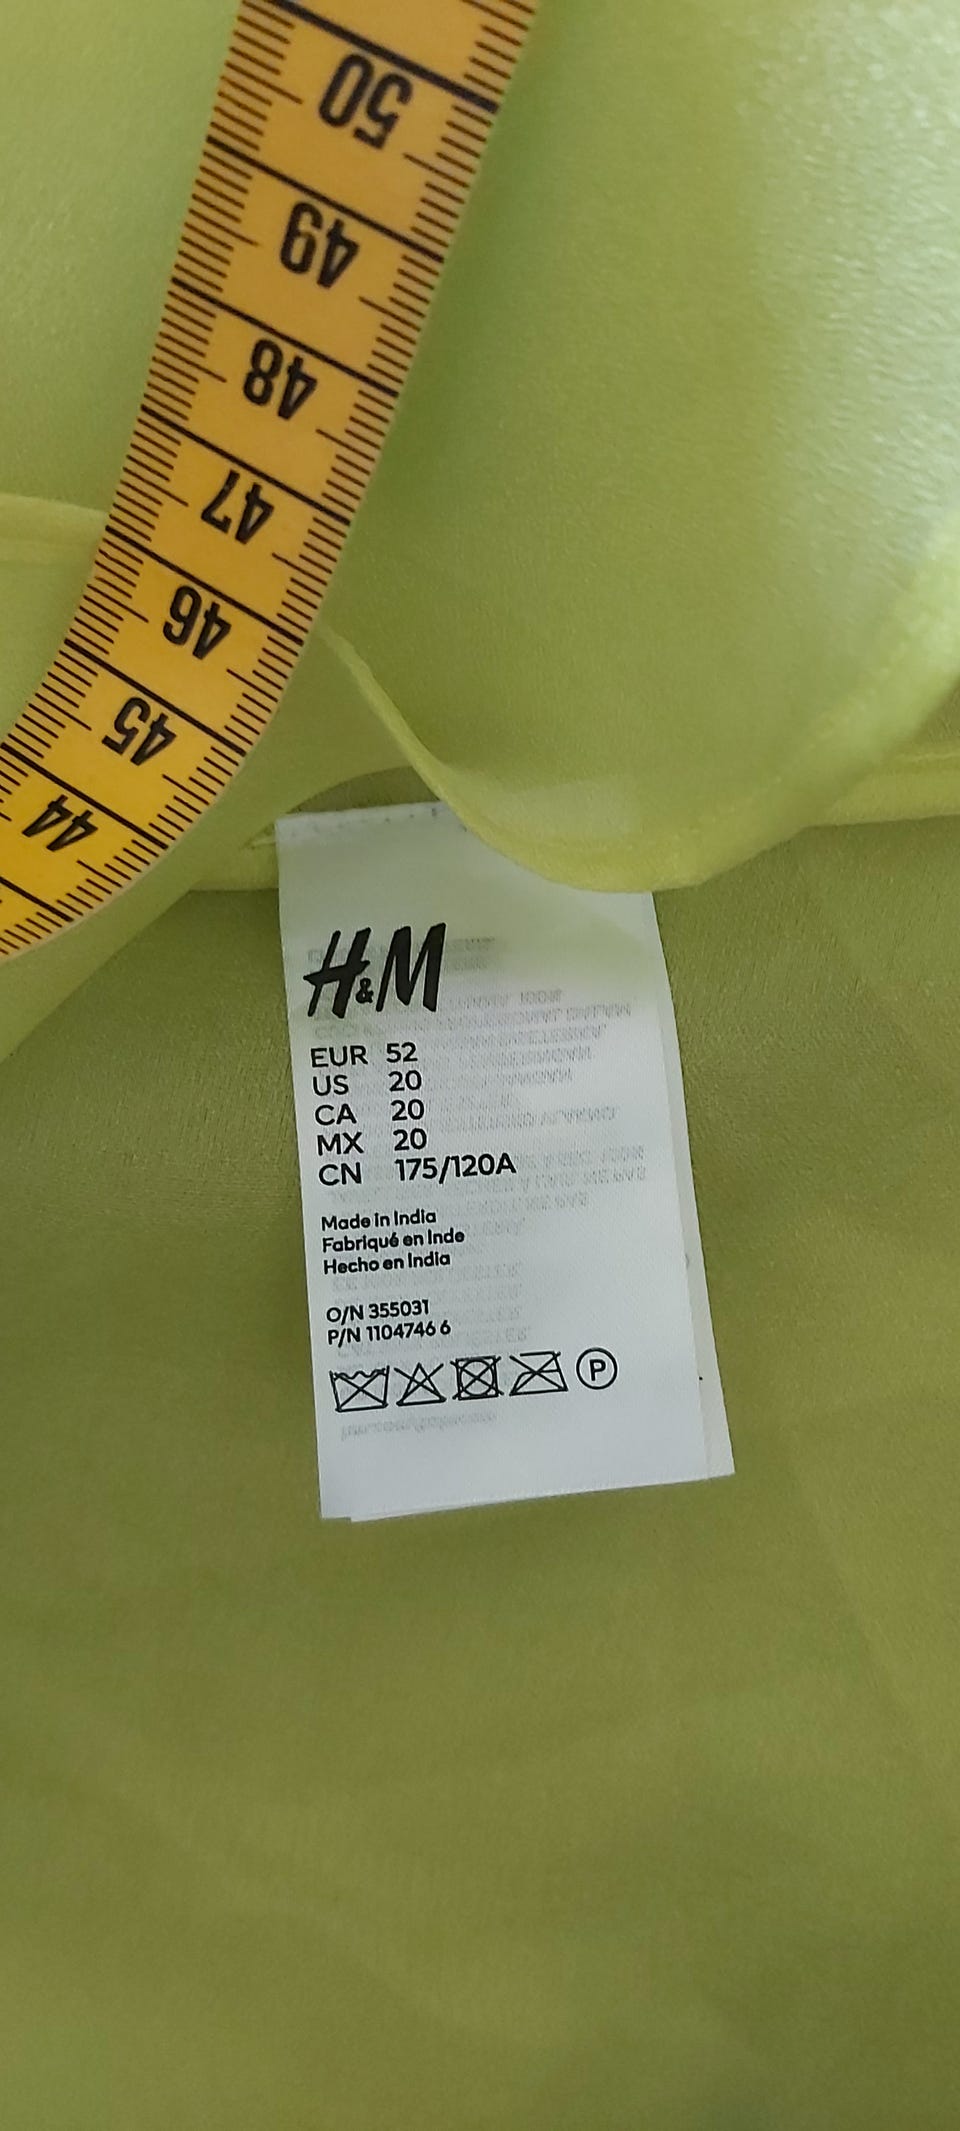 50
49
48
47
46
45
44
H&M
EUR 52
US 20
CA 20
MX 20
CN 175/120A
Made in India
Fabriqué en Inde
Hecho en India
O/N 355031
P/N 1104746 6
P